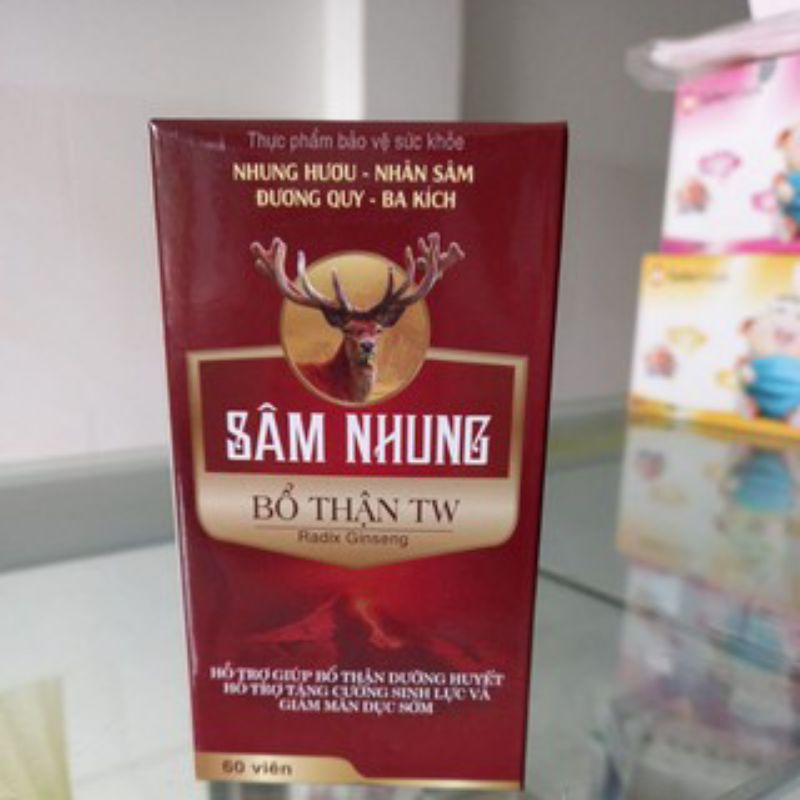 Thực phẩm bảo vệ sức khỏe
NHUNG HƯƠU - NHÂN SÂM
ĐƯƠNG QUY - BA KÍCH
SÂM NHUNG
BỔ THẬN TW
Radix Ginseng
HỖ TRỢ GIÚP BỔ THẬN DƯỠNG HUYẾT
HỖ TRỢ TĂNG CƯỜNG SINH LỰC VÀ
GIẢM MÃN DỤC SỚM
60 viên